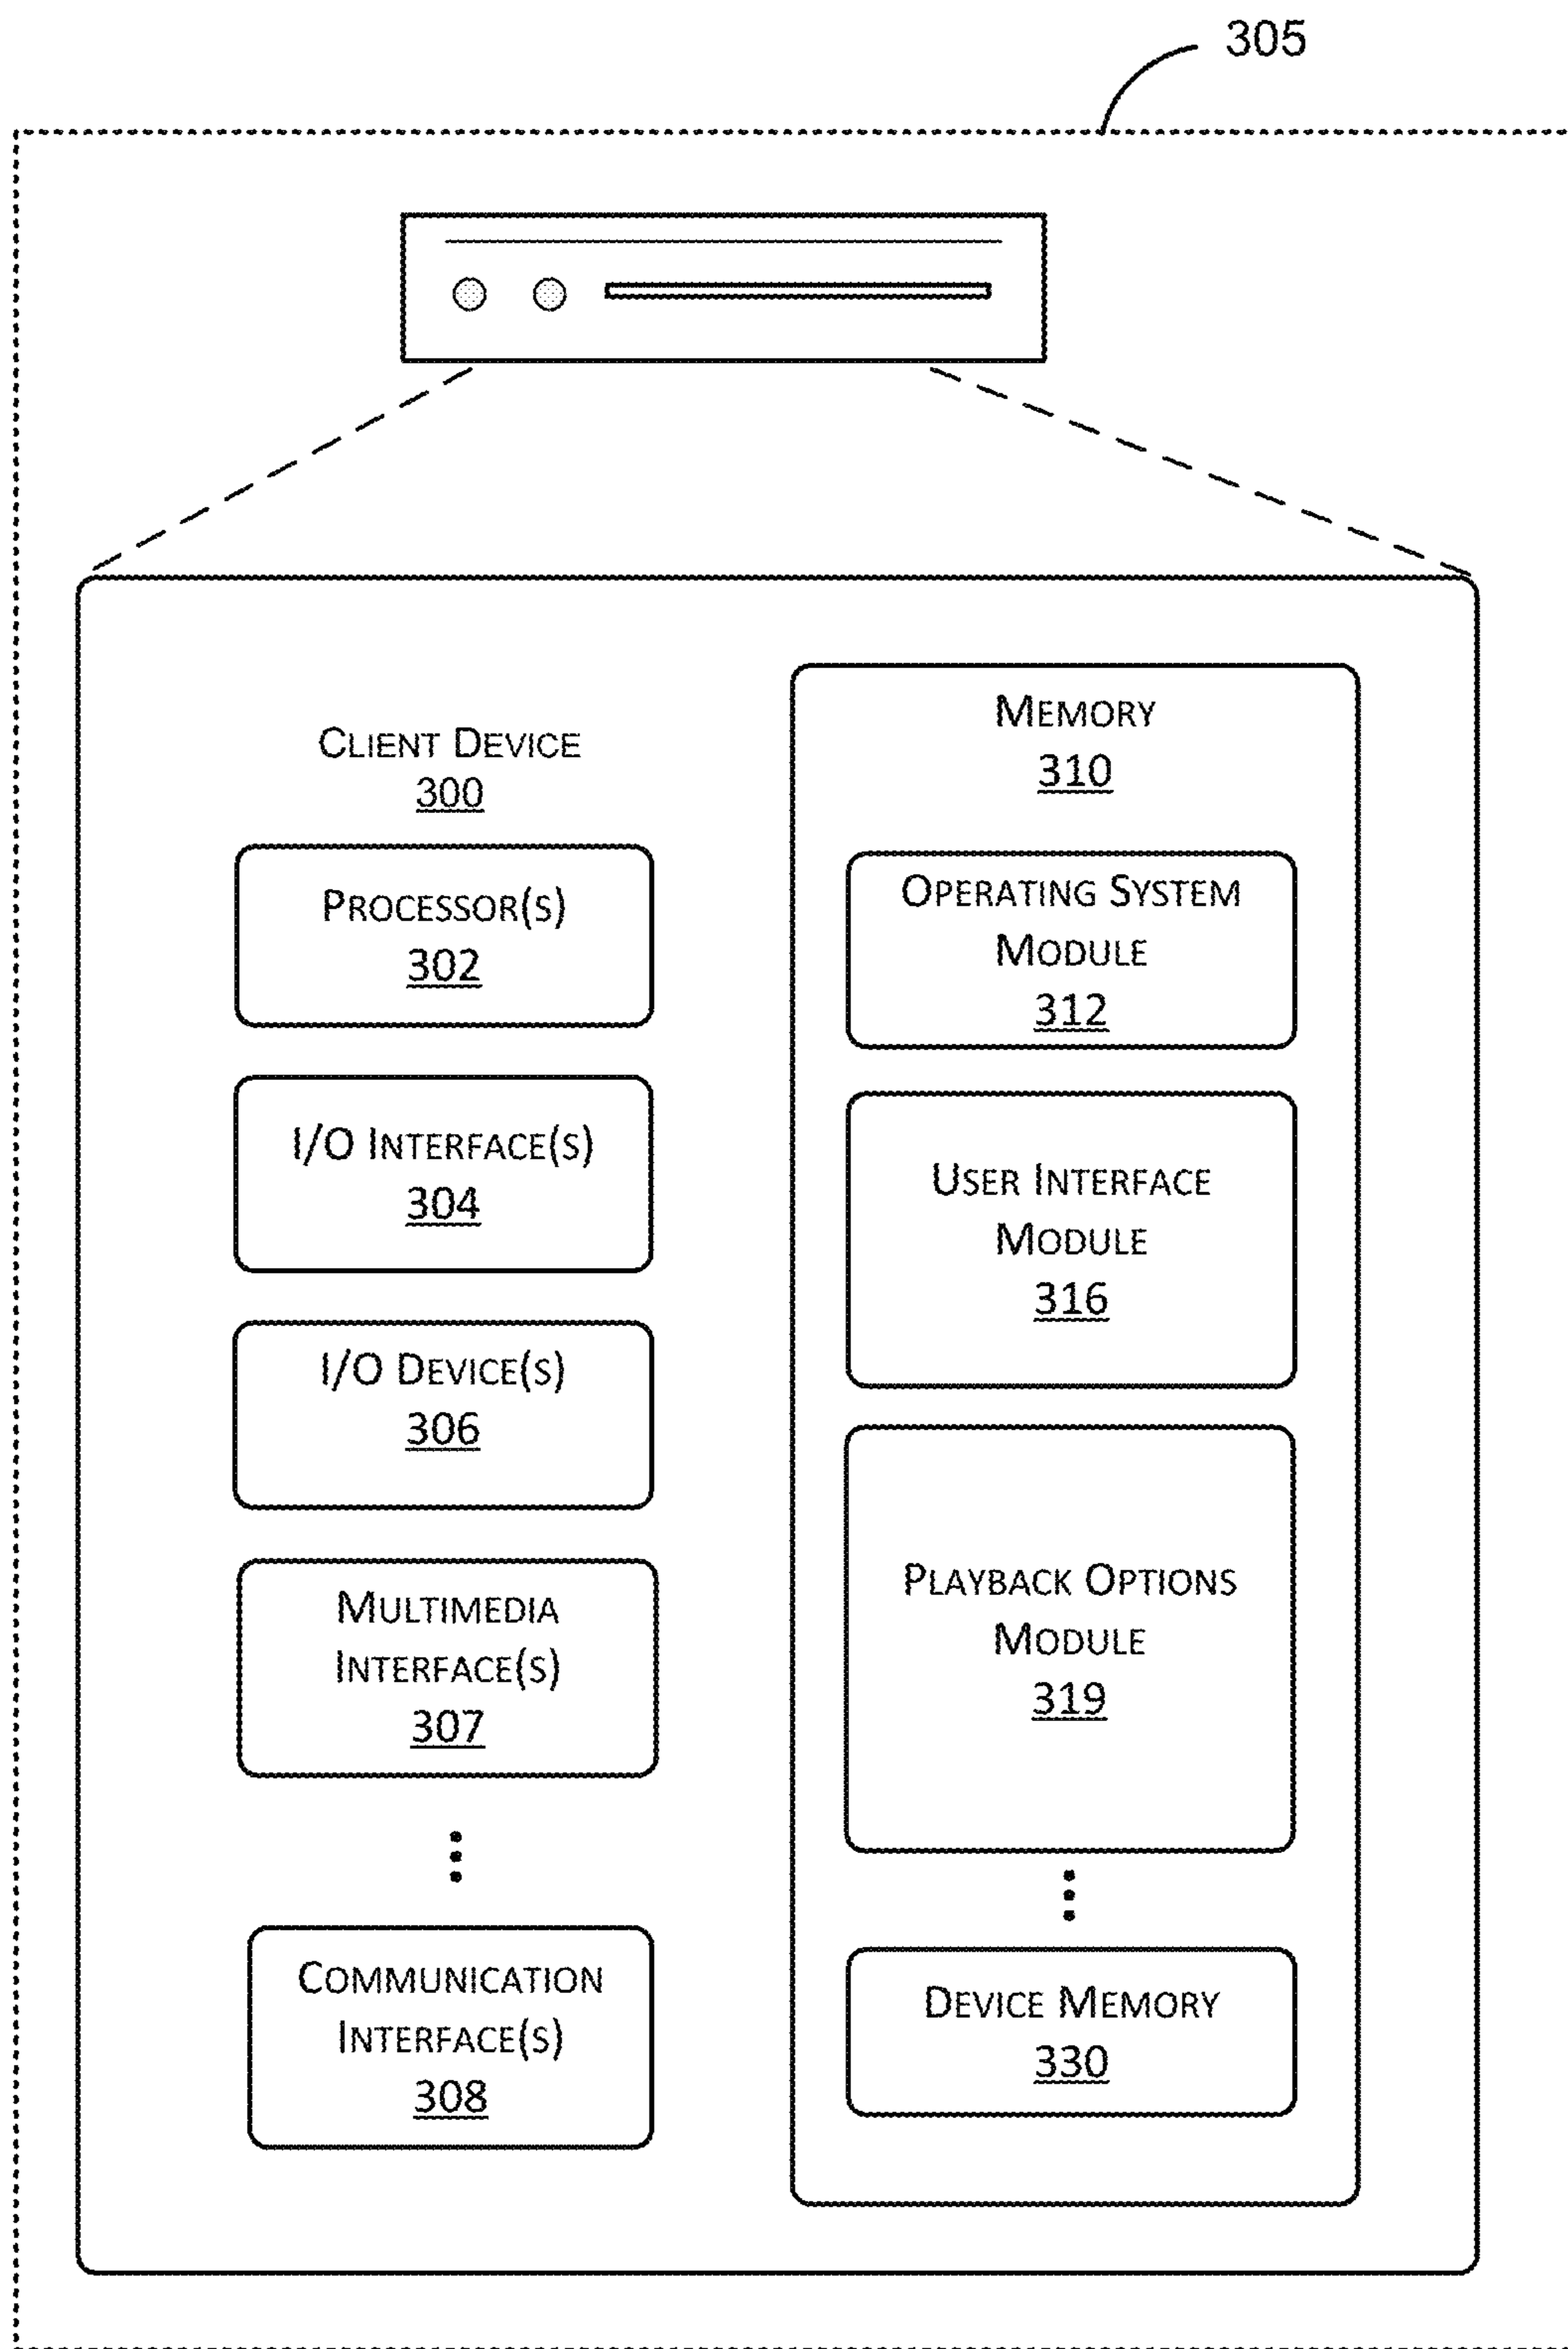 305
CLIENT DEVICE
300
PROCESSOR(S)
302
I/O INTERFACE(S)
304
I/O DEVICE(S)
306
MULTIMEDIA
INTERFACE(S)
307
COMMUNICATION
INTERFACE(S)
308
MEMORY
310
OPERATING SYSTEM
MODULE
312
USER INTERFACE
MODULE
316
PLAYBACK OPTIONS
MODULE
319
DEVICE MEMORY
330